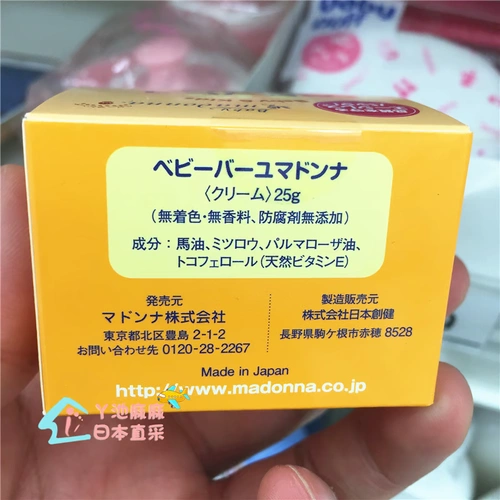 ベビーバーユマドンナ
〈クリーム〉25g
(無着色・無香料、防腐剤無添加)
成分：馬油、ミツロウ、パルマローザ油、
トコフェロール(天然ビタミンE)
発売元
マドンナ株式会社
東京都北区豊島 2-1-2
お問い合わせ先 0120-28-2267
製造販売元
株式会社日本創健
長野県駒ケ根市赤穂 8528
Made in Japan
http://www.madonna.co.jp
丫池麻麻
日本直采